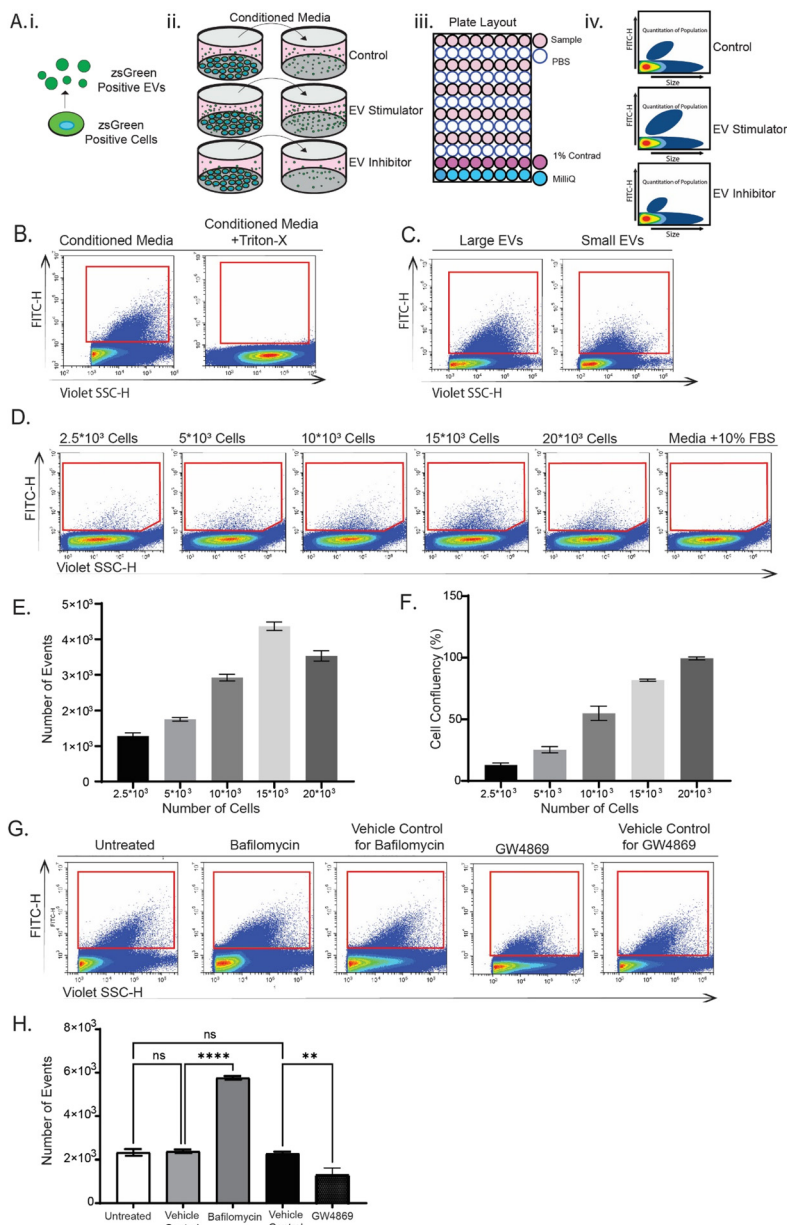 A.i.
zsGreen
Positive EVs
zsGreen
Positive Cells
ii.
Conditioned Media
Control
EV Stimulator
EV Inhibitor
iii.
Plate Layout
Sample
PBS
1% Contrad
MilliQ
iv.
FITC-H
Quantitation of Population
Size
Control
FITC-H
Quantitation of Population
Size
EV Stimulator
FITC-H
Quantitation of Population
Size
EV Inhibitor
B.
Conditioned Media
Conditioned Media
+Triton-X
FITC-H
Violet SSC-H
C.
Large EVs
Small EVs
FITC-H
Violet SSC-H
D.
2.5*10³ Cells
5*10³ Cells
10*10³ Cells
15*10³ Cells
20*10³ Cells
Media +10% FBS
FITC-H
Violet SSC-H
E.
Number of Events
5×10³
4×10³
3×10³
2×10³
1×10³
0
2.5*10³
5*10³
10*10³
15*10³
20*10³
Number of Cells
F.
Cell Confluency (%)
150
100
50
0
2.5*10³
5*10³
10*10³
15*10³
20*10³
Number of Cells
G.
Untreated
Bafilomycin
Vehicle Control
for Bafilomycin
GW4869
Vehicle Control
for GW4869
FITC-H
FITC-H
Violet SSC-H
H.
Number of Events
8×10³
6×10³
4×10³
2×10³
0
ns
ns
****
**
Untreated
Vehicle
Bafilomycin
Vehicle
GW4869